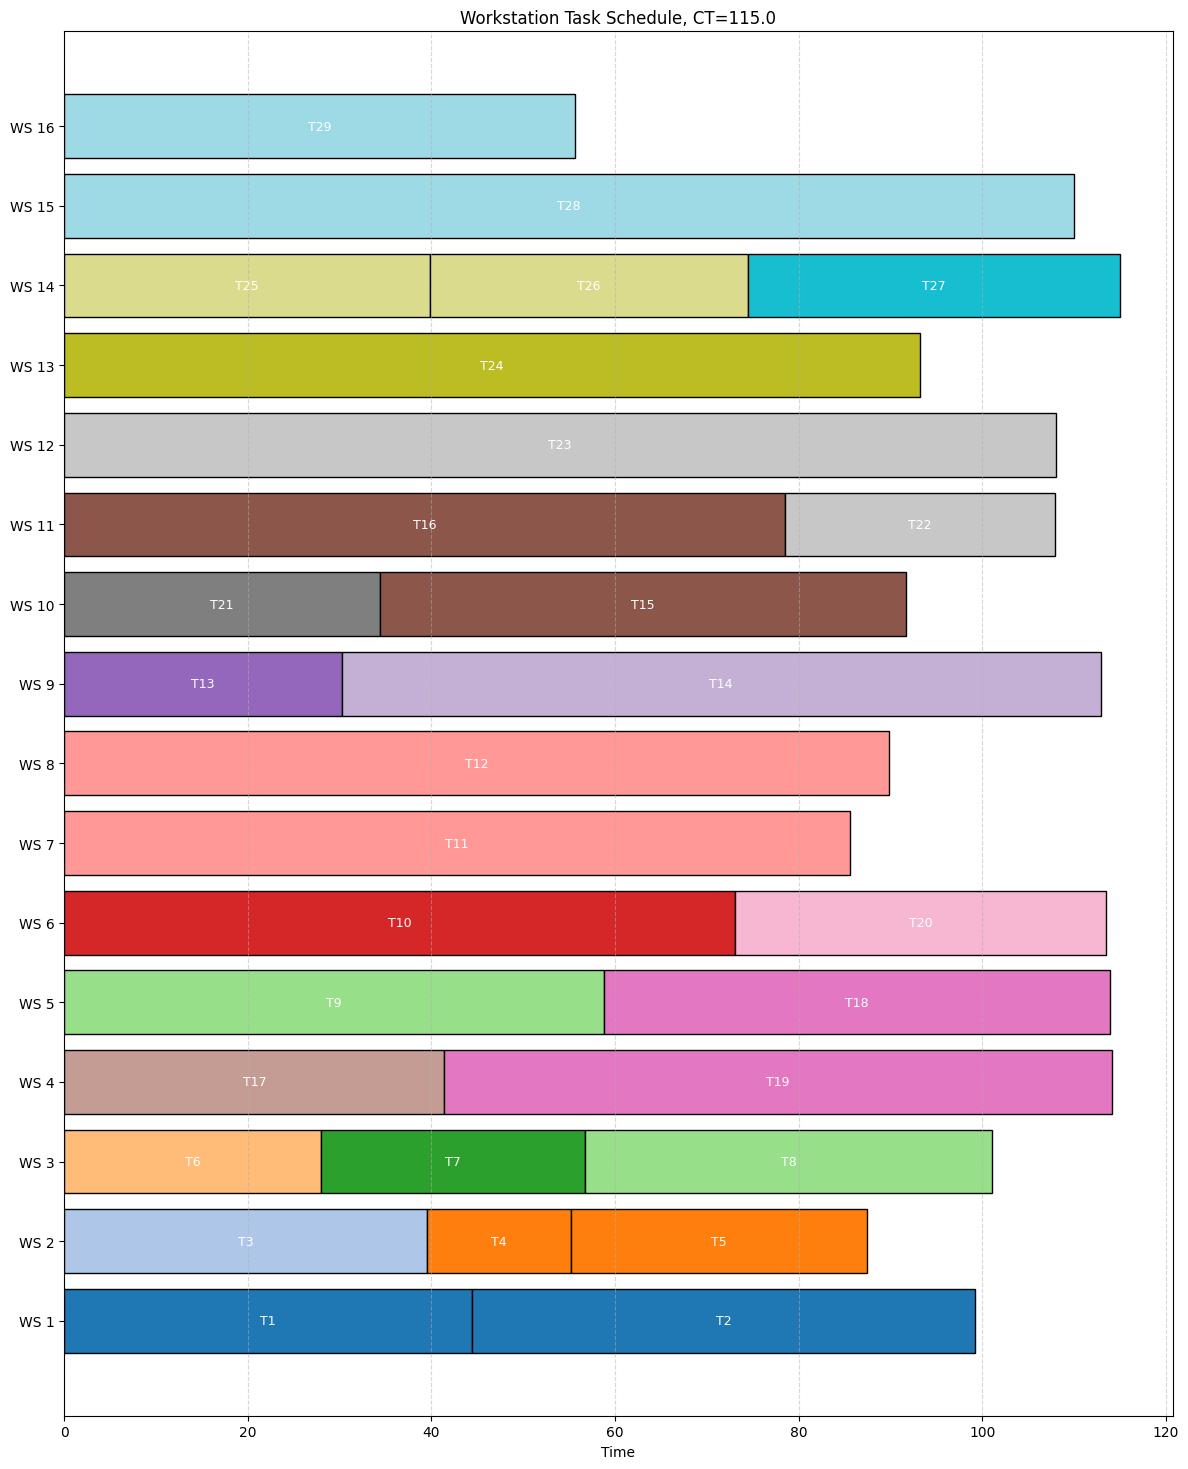 Workstation Task Schedule, CT=115.0
WS 16 T29
WS 15 T28
WS 14 T25 T26 T27
WS 13 T24
WS 12 T23
WS 11 T16 T22
WS 10 T21 T15
WS 9 T13 T14
WS 8 T12
WS 7 T11
WS 6 T10 T20
WS 5 T9 T18
WS 4 T17 T19
WS 3 T6 T7 T8
WS 2 T3 T4 T5
WS 1 T1 T2
0 20 40 60 80 100 120
Time